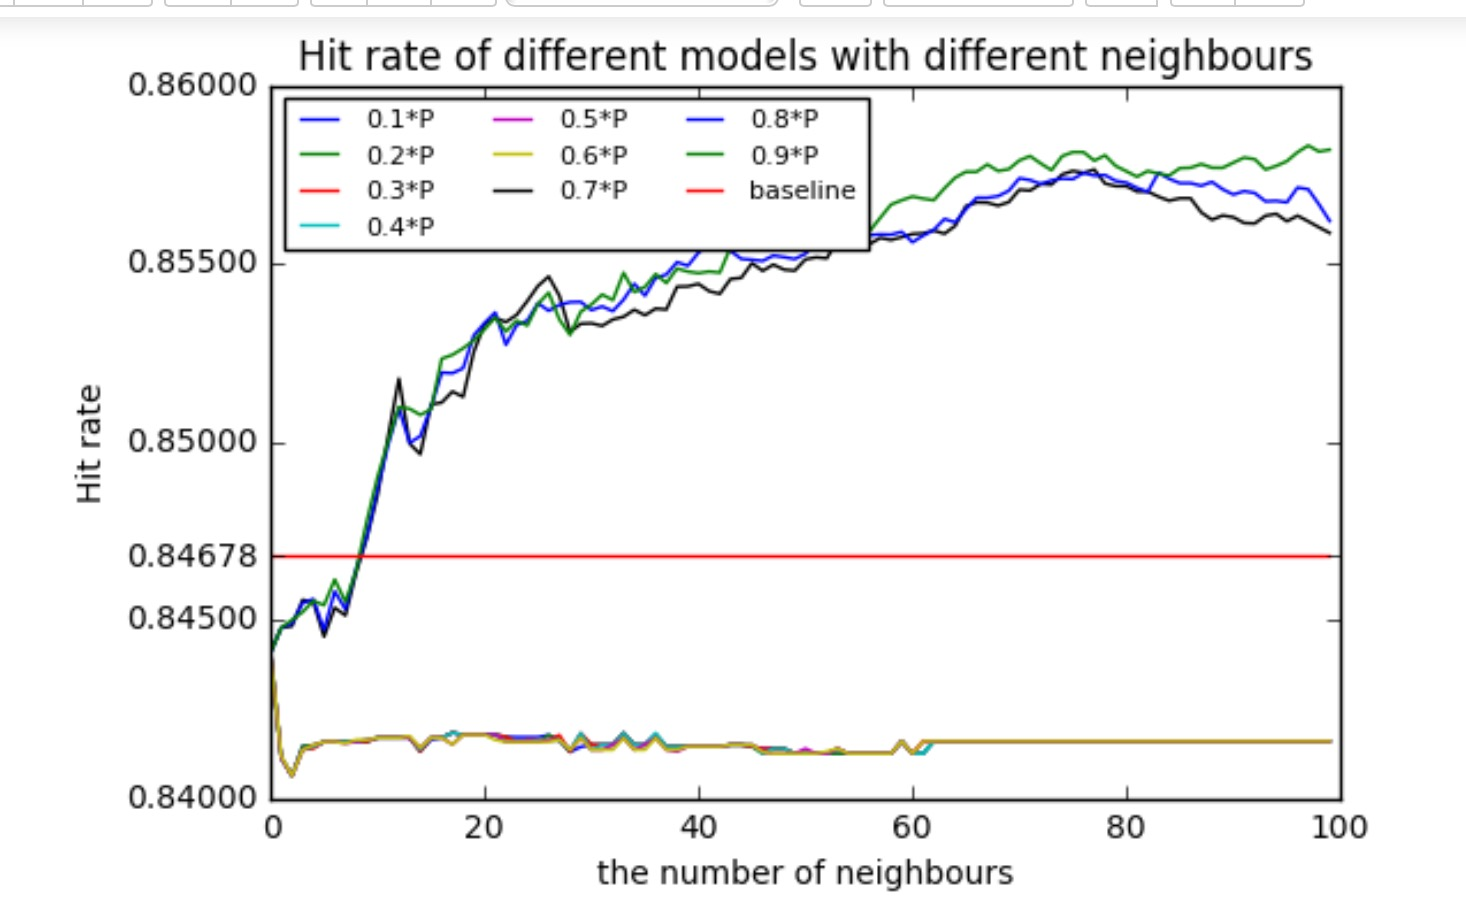 Hit rate of different models with different neighbours
0.86000
0.1*P 0.5*P 0.8*P
0.2*P 0.6*P 0.9*P
0.3*P 0.7*P baseline
0.4*P
0.85500
0.85000
Hit rate
0.84678
0.84500
0.84000
0 20 40 60 80 100
the number of neighbours